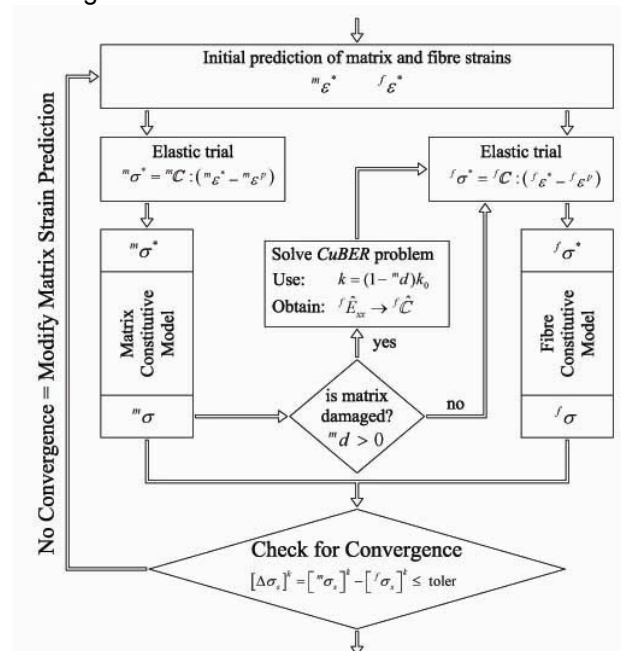 Initial prediction of matrix and fibre strains
ᵐε* ᶠε*
Elastic trial
ᵐσ* = ᵐC : (ᵐε* − ᵐεᵖ)
Elastic trial
ᶠσ* = ᶠC : (ᶠε* − ᶠεᵖ)
ᵐσ*
Matrix
Constitutive
Model
ᵐσ
Solve CuBER problem
Use: k = (1− ᵐd)k₀
Obtain: ᶠÊₓₓ → ᶠĈ
yes
is matrix
damaged?
ᵐd > 0
no
ᶠσ*
Fibre
Constitutive
Model
ᶠσ
No Convergence = Modify Matrix Strain Prediction
Check for Convergence
[Δσₛ]ᵏ = [ᵐσₛ]ᵏ − [ᶠσₛ]ᵏ ≤ toler